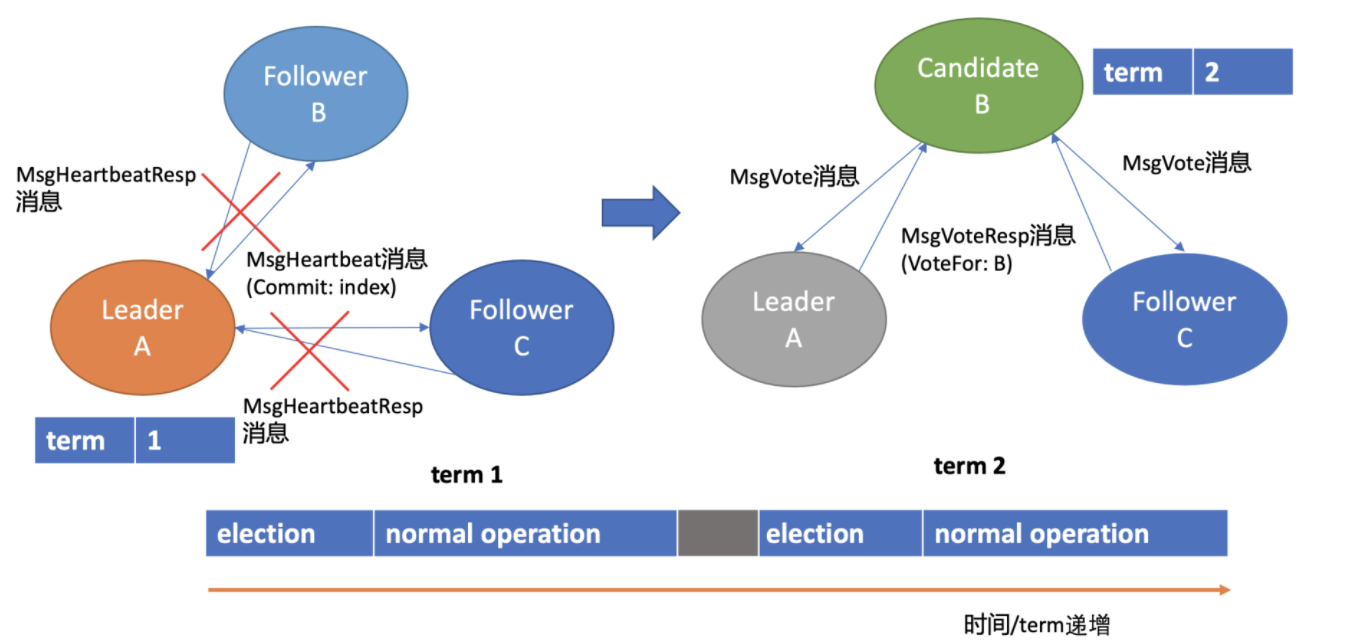 Follower
B
MsgHeartbeatResp
消息
MsgHeartbeat消息
(Commit: index)
Leader
A
Follower
C
MsgHeartbeatResp
消息
term 1
Candidate
B
term 2
MsgVote消息
MsgVote消息
MsgVoteResp消息
(VoteFor: B)
Leader
A
Follower
C
term 1
term 2
election normal operation election normal operation
时间/term递增